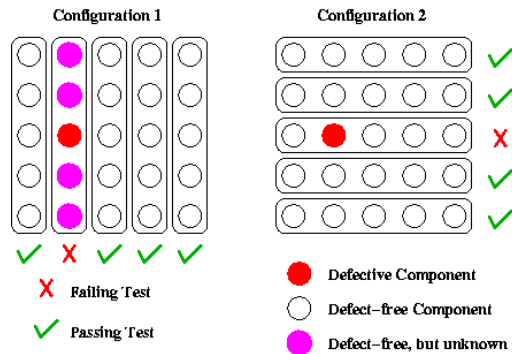 Configuration 1
Configuration 2
Failing Test
Passing Test
Defective Component
Defect-free Component
Defect-free, but unknown